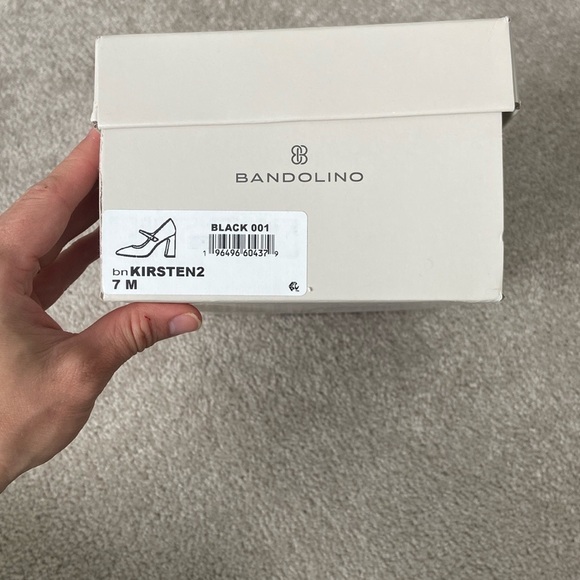 BANDOLINO
BLACK 001
1 96496 60437 9
bnKIRSTEN2
7 M